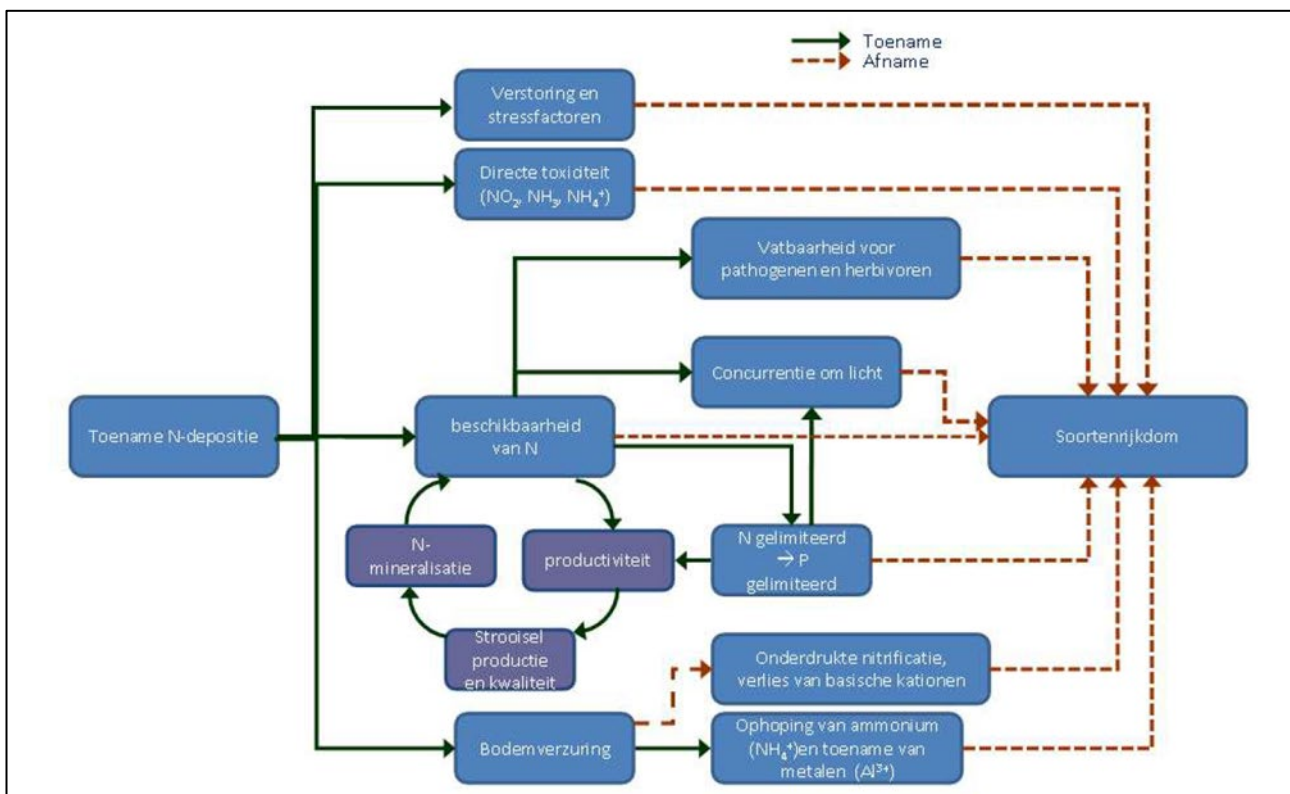 Toename
Afname
Verstoring en
stressfactoren
Directe toxiciteit
(NO₂, NH₃, NH₄⁺)
Vatbaarheid voor
pathogenen en herbivoren
Concurrentie om licht
Toename N-depositie
beschikbaarheid
van N
Soortenrijkdom
N-
mineralisatie
productiviteit
N gelimiteerd
→ P
gelimiteerd
Strooisel
productie
en kwaliteit
Onderdrukte nitrificatie,
verlies van basische kationen
Bodemverzuring
Ophoping van ammonium
(NH₄⁺)en toename van
metalen (Al³⁺)